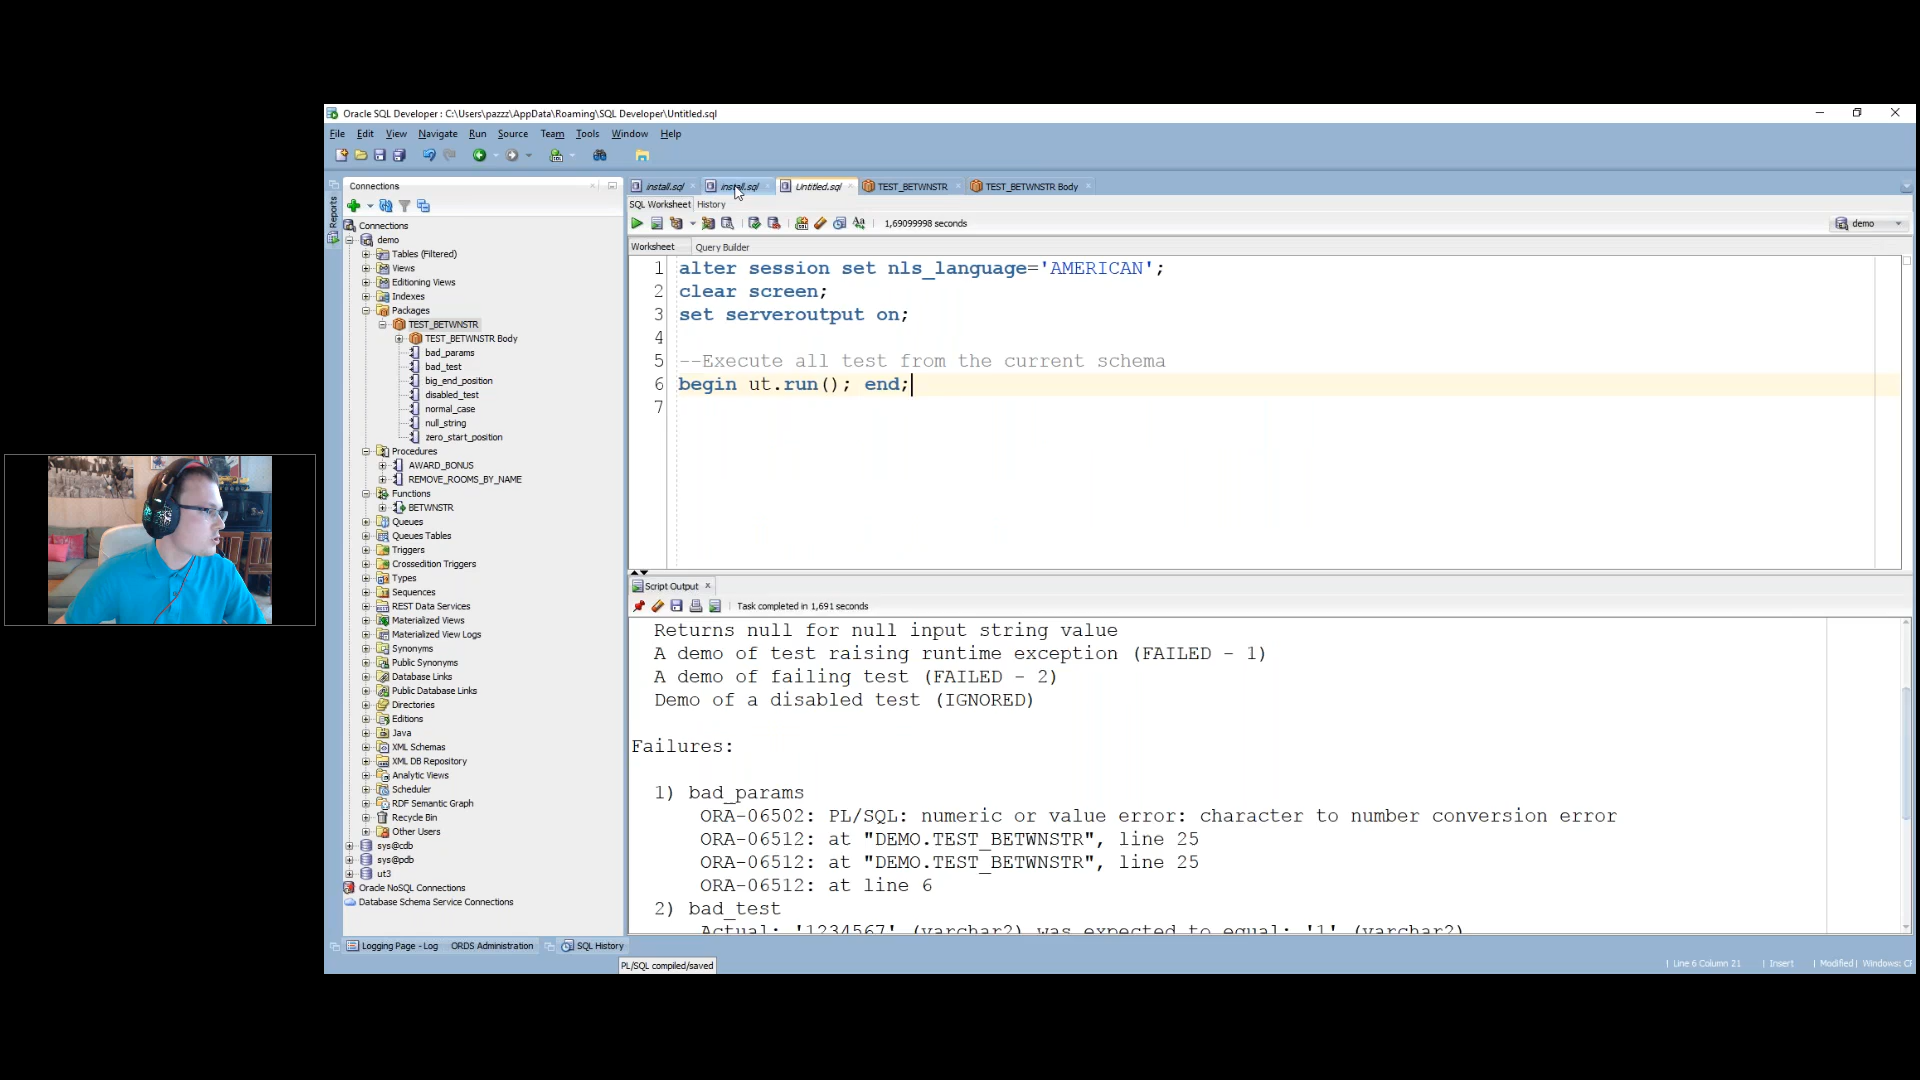 Oracle SQL Developer : C:\Users\pazzz\AppData\Roaming\SQL Developer\Untitled.sql
File Edit View Navigate Run Source Team Tools Window Help
Reports
Connections
Connections
demo
Tables (Filtered)
Views
Editioning Views
Indexes
Packages
TEST_BETWNSTR
TEST_BETWNSTR Body
bad_params
bad_test
big_end_position
disabled_test
normal_case
null_string
zero_start_position
Procedures
AWARD_BONUS
REMOVE_ROOMS_BY_NAME
Functions
BETWNSTR
Queues
Queues Tables
Triggers
Crossedition Triggers
Types
Sequences
REST Data Services
Materialized Views
Materialized View Logs
Synonyms
Public Synonyms
Database Links
Public Database Links
Directories
Editions
Java
XML Schemas
XML DB Repository
Analytic Views
Scheduler
RDF Semantic Graph
Recycle Bin
Other Users
sys@cdb
sys@pdb
ut3
Oracle NoSQL Connections
Database Schema Service Connections
install.sql install.sql Untitled.sql TEST_BETWNSTR TEST_BETWNSTR Body
SQL Worksheet History
1,69099998 seconds
demo
Worksheet Query Builder
1 alter session set nls_language='AMERICAN';
2 clear screen;
3 set serveroutput on;
4
5 --Execute all test from the current schema
6 begin ut.run(); end;
7
Script Output
Task completed in 1,691 seconds
Returns null for null input string value
A demo of test raising runtime exception (FAILED - 1)
A demo of failing test (FAILED - 2)
Demo of a disabled test (IGNORED)
Failures:
1) bad_params
ORA-06502: PL/SQL: numeric or value error: character to number conversion error
ORA-06512: at "DEMO.TEST_BETWNSTR", line 25
ORA-06512: at "DEMO.TEST_BETWNSTR", line 25
ORA-06512: at line 6
2) bad_test
Actual: '1234567' (varchar2) was expected to equal: '1' (varchar2)
Logging Page - Log ORDS Administration SQL History
PL/SQL compiled/saved
Line 6 Column 21 Insert Modified Windows: